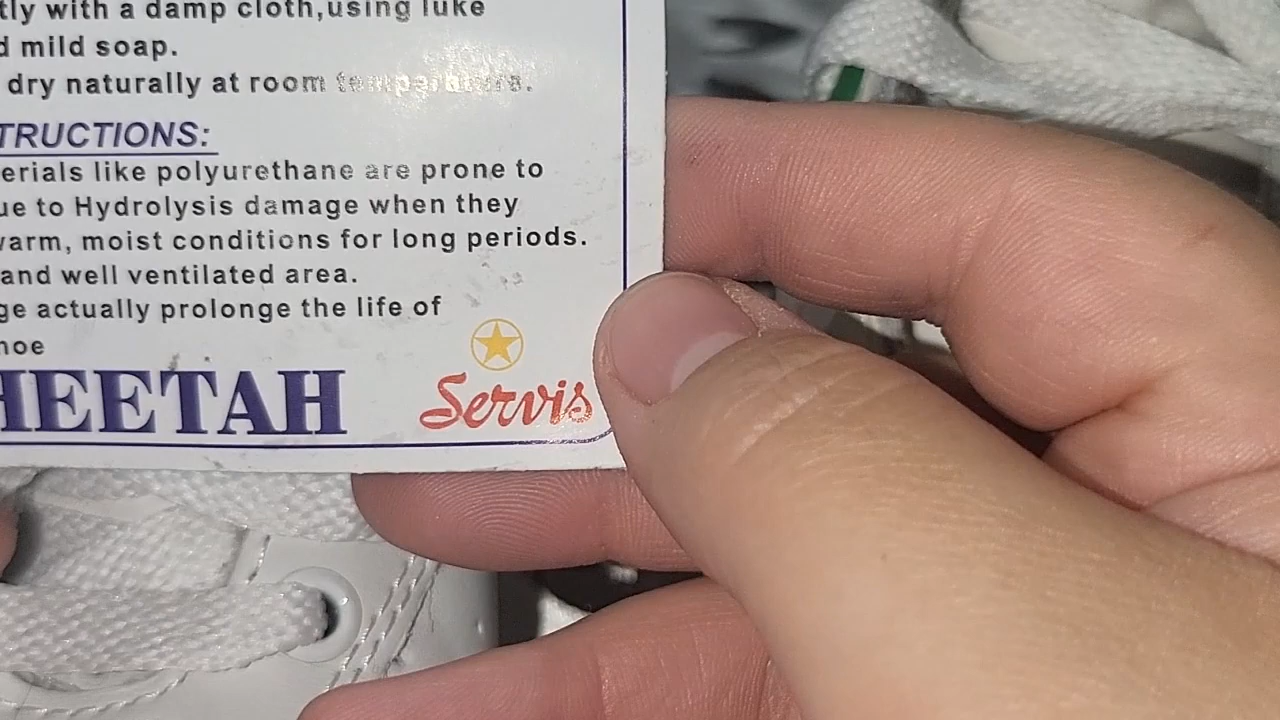 tly with a damp cloth,using luke
d mild soap.
dry naturally at room temperature.
TRUCTIONS:
erials like polyurethane are prone to
ue to Hydrolysis damage when they
warm, moist conditions for long periods.
and well ventilated area.
ge actually prolonge the life of
hoe
HEETAH
Servis